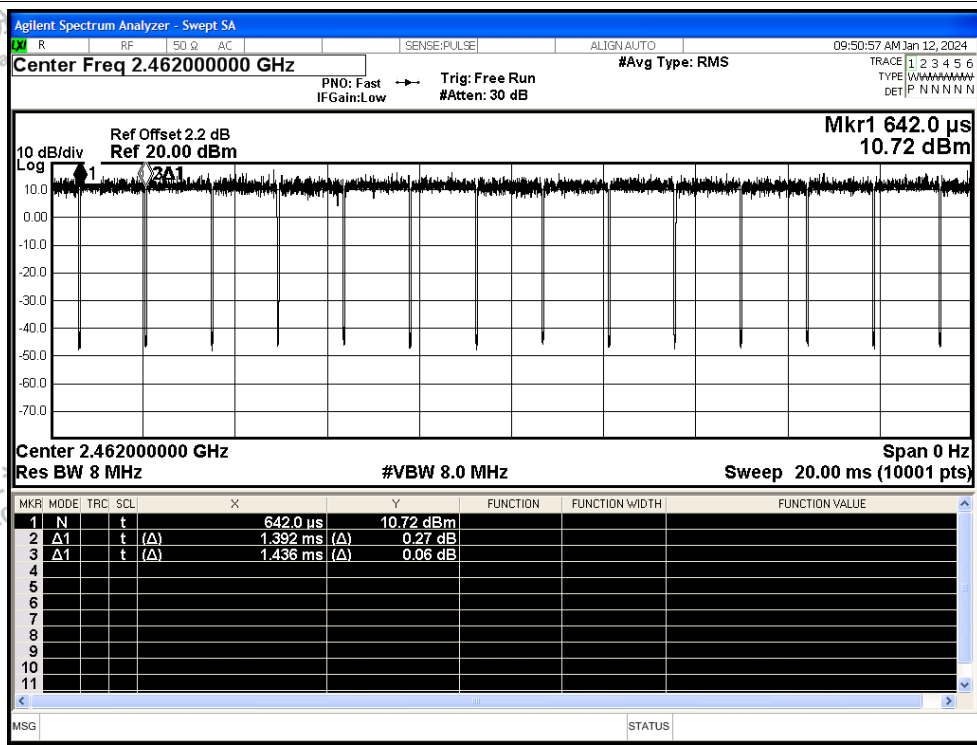 Agilent Spectrum Analyzer - Swept SA
LXI R RF 50 Ω AC SENSE:PULSE ALIGN AUTO 09:50:57 AM Jan 12, 2024
Center Freq 2.462000000 GHz #Avg Type: RMS TRACE 1 2 3 4 5 6
PNO: Fast Trig: Free Run TYPE
IFGain:Low #Atten: 30 dB DET P N N N N N
Mkr1 642.0 µs
Ref Offset 2.2 dB
10 dB/div Ref 20.00 dBm 10.72 dBm
Log
1 2Δ1
10.0
0.00
-10.0
-20.0
-30.0
-40.0
-50.0
-60.0
-70.0
Center 2.462000000 GHz Span 0 Hz
Res BW 8 MHz #VBW 8.0 MHz Sweep 20.00 ms (10001 pts)
MKR MODE TRC SCL X Y FUNCTION FUNCTION WIDTH FUNCTION VALUE
1 N t 642.0 µs 10.72 dBm
2 Δ1 t (Δ) 1.392 ms (Δ) 0.27 dB
3 Δ1 t (Δ) 1.436 ms (Δ) 0.06 dB
4
5
6
7
8
9
10
11
MSG STATUS